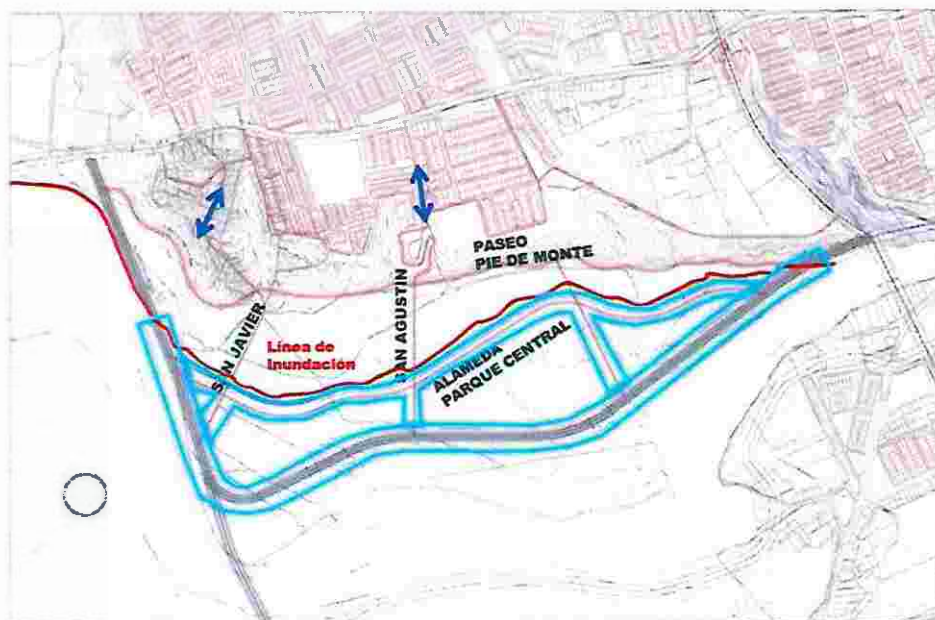 PASEO
PIE DE MONTE
SAN JAVIER
Línea de
Inundación
SAN AGUSTIN
ALAMEDA
PARQUE CENTRAL